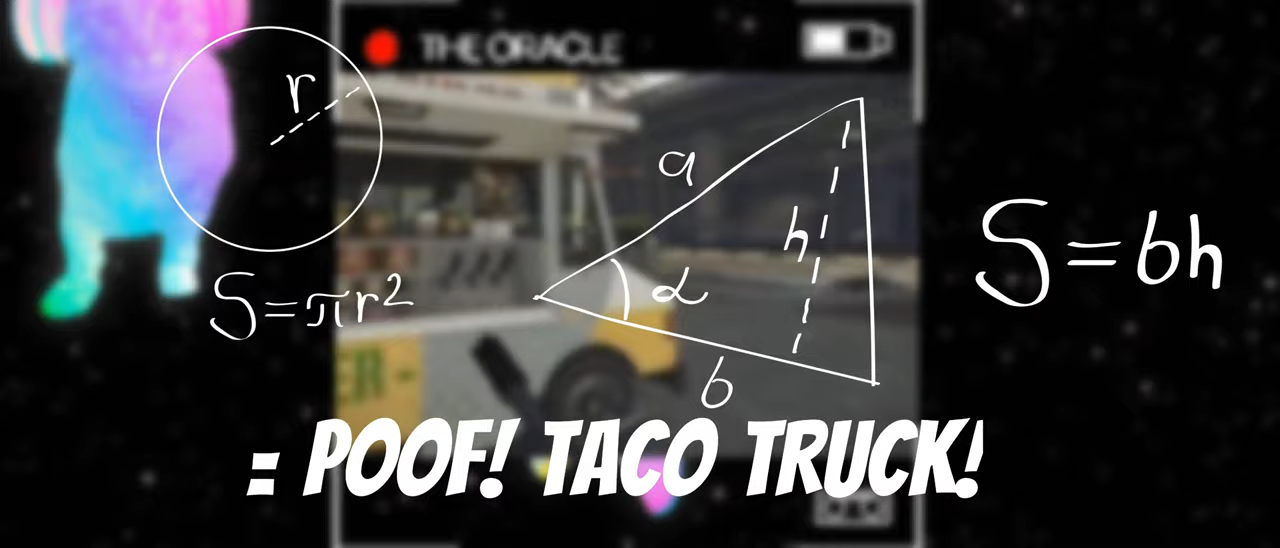 THE ORACLE
r
a
h
α
S=bh
S=πr²
b
= POOF! TACO TRUCK!